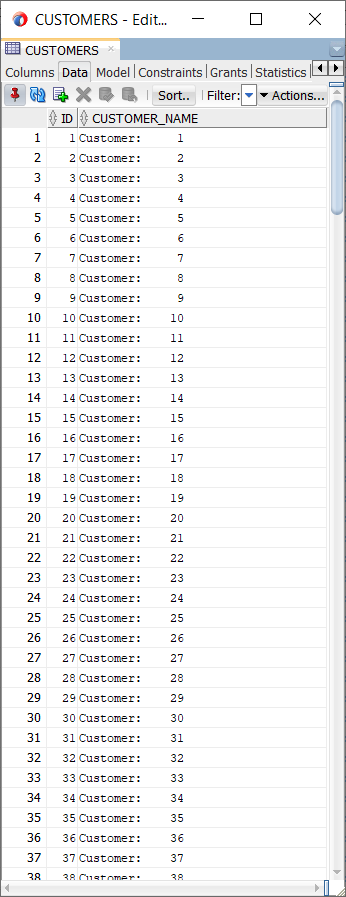 CUSTOMERS - Edit...
CUSTOMERS
Columns Data Model Constraints Grants Statistics
Sort.. Filter: Actions...
ID CUSTOMER_NAME
1 1 Customer: 1
2 2 Customer: 2
3 3 Customer: 3
4 4 Customer: 4
5 5 Customer: 5
6 6 Customer: 6
7 7 Customer: 7
8 8 Customer: 8
9 9 Customer: 9
10 10 Customer: 10
11 11 Customer: 11
12 12 Customer: 12
13 13 Customer: 13
14 14 Customer: 14
15 15 Customer: 15
16 16 Customer: 16
17 17 Customer: 17
18 18 Customer: 18
19 19 Customer: 19
20 20 Customer: 20
21 21 Customer: 21
22 22 Customer: 22
23 23 Customer: 23
24 24 Customer: 24
25 25 Customer: 25
26 26 Customer: 26
27 27 Customer: 27
28 28 Customer: 28
29 29 Customer: 29
30 30 Customer: 30
31 31 Customer: 31
32 32 Customer: 32
33 33 Customer: 33
34 34 Customer: 34
35 35 Customer: 35
36 36 Customer: 36
37 37 Customer: 37
38 38 Customer: 38